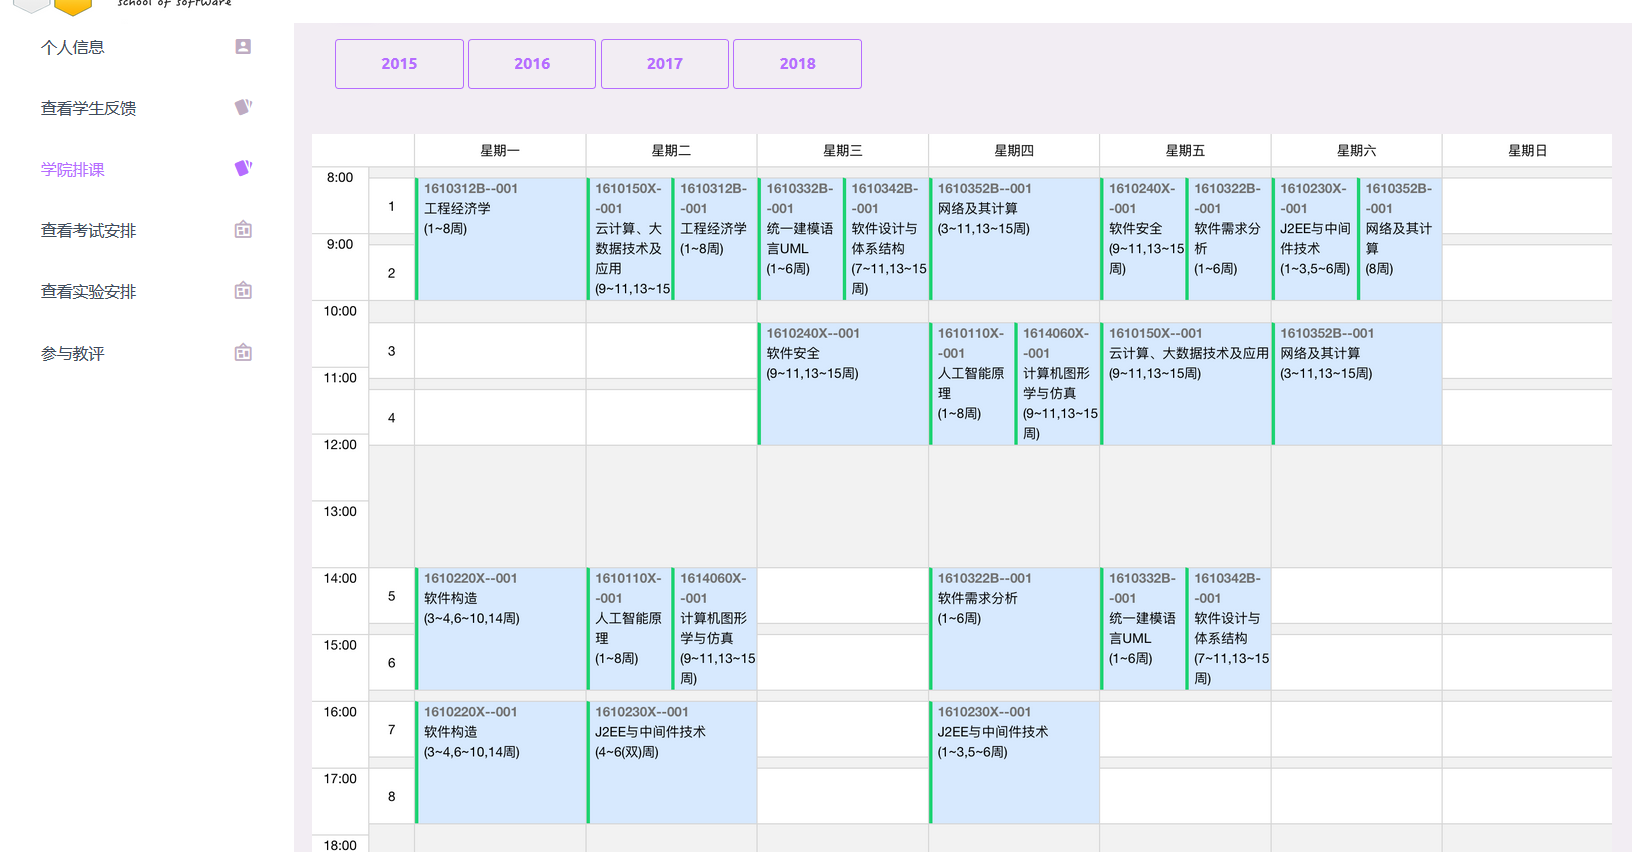 school of software
个人信息
查看学生反馈
学院排课
查看考试安排
查看实验安排
参与教评
2015 2016 2017 2018
星期一 星期二 星期三 星期四 星期五 星期六 星期日
8:00
1
9:00
2
10:00
3
11:00
4
12:00
13:00
14:00
5
15:00
6
16:00
7
17:00
8
18:00
1610312B--001
工程经济学
(1~8周)
1610150X-
-001
云计算、大
数据技术及
应用
(9~11,13~15
1610312B-
-001
工程经济学
(1~8周)
1610332B-
-001
统一建模语
言UML
(1~6周)
1610342B-
-001
软件设计与
体系结构
(7~11,13~15
周)
1610352B--001
网络及其计算
(3~11,13~15周)
1610240X-
-001
软件安全
(9~11,13~15
周)
1610322B-
-001
软件需求分
析
(1~6周)
1610230X-
-001
J2EE与中间
件技术
(1~3,5~6周)
1610352B-
-001
网络及其计
算
(8周)
1610240X--001
软件安全
(9~11,13~15周)
1610110X-
-001
人工智能原
理
(1~8周)
1614060X-
-001
计算机图形
学与仿真
(9~11,13~15
周)
1610150X--001
云计算、大数据技术及应用
(9~11,13~15周)
1610352B--001
网络及其计算
(3~11,13~15周)
1610220X--001
软件构造
(3~4,6~10,14周)
1610110X-
-001
人工智能原
理
(1~8周)
1614060X-
-001
计算机图形
学与仿真
(9~11,13~15
周)
1610322B--001
软件需求分析
(1~6周)
1610332B-
-001
统一建模语
言UML
(1~6周)
1610342B-
-001
软件设计与
体系结构
(7~11,13~15
周)
1610220X--001
软件构造
(3~4,6~10,14周)
1610230X--001
J2EE与中间件技术
(4~6(双)周)
1610230X--001
J2EE与中间件技术
(1~3,5~6周)